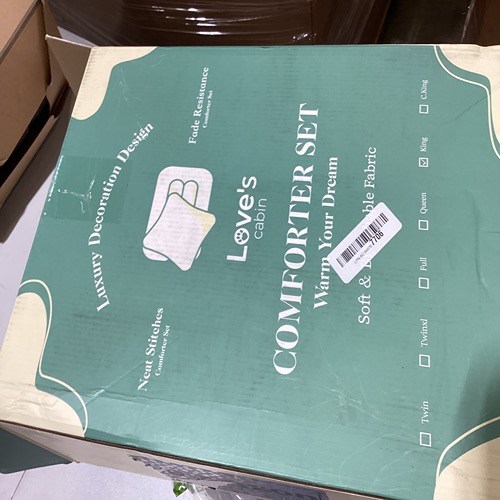 Luxury Decoration Design
Fade Resistance
Comforter Set
Neat Stitches
Comforter Set
Love's
cabin
COMFORTER SET
Warm Your Dream
Soft & ble Fabric
7706
Twin
Twinxl
Full
Queen
King
C.King